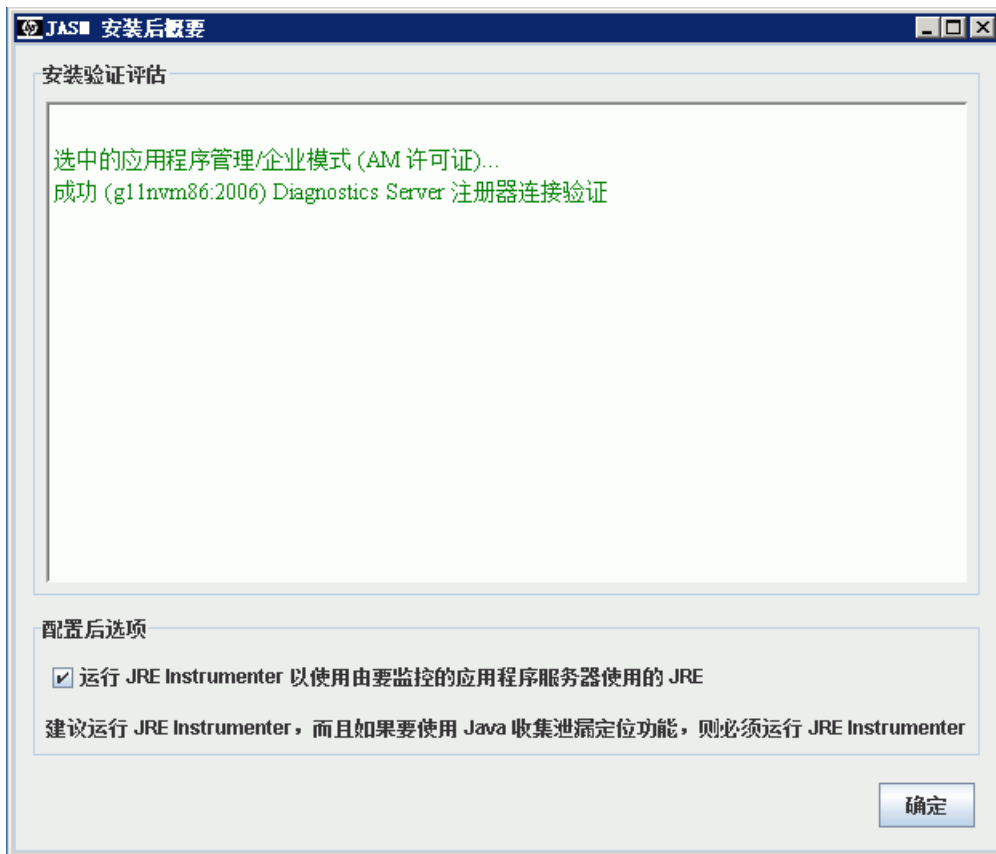 JASM 安装后概要
安装验证评估
选中的应用程序管理/企业模式 (AM 许可证)...
成功 (g11nvm86:2006) Diagnostics Server 注册器连接验证
配置后选项
运行 JRE Instrumenter 以使用由要监控的应用程序服务器使用的 JRE
建议运行 JRE Instrumenter，而且如果要使用 Java 收集泄漏定位功能，则必须运行 JRE Instrumenter
确定